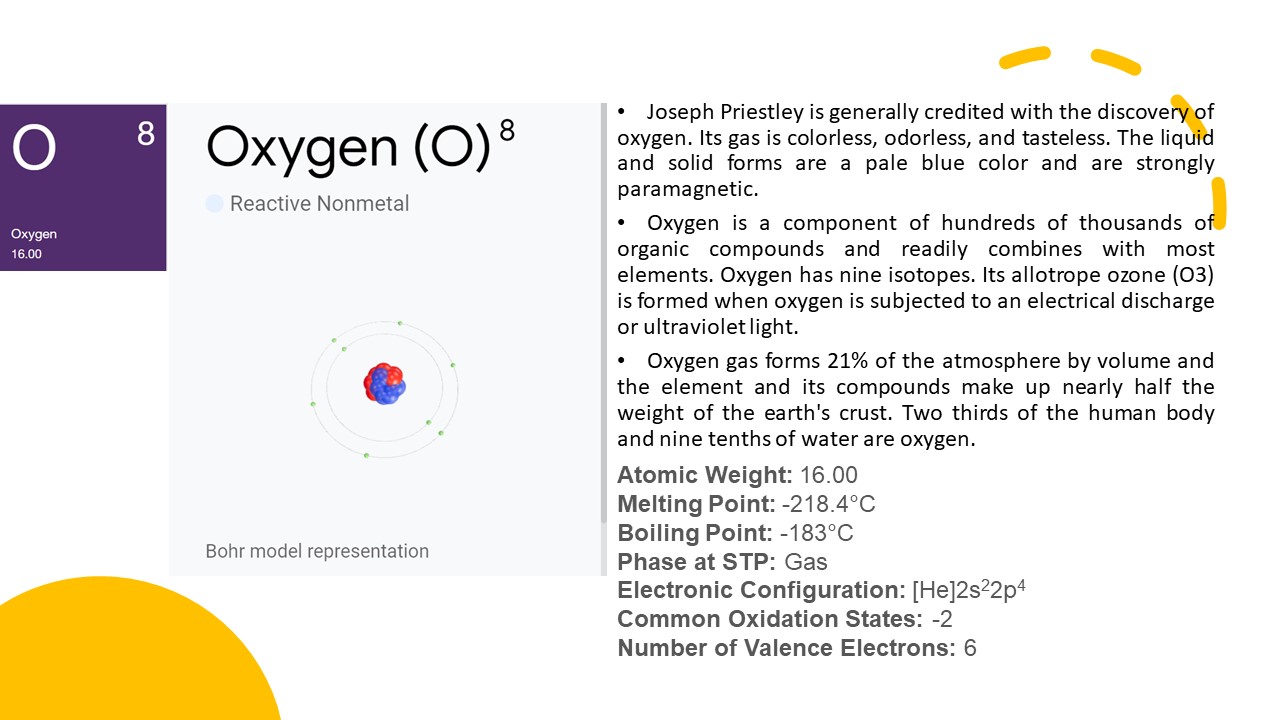 O 8
Oxygen
16.00
Oxygen (O)⁸
Reactive Nonmetal
Bohr model representation
• Joseph Priestley is generally credited with the discovery of
oxygen. Its gas is colorless, odorless, and tasteless. The liquid
and solid forms are a pale blue color and are strongly
paramagnetic.
• Oxygen is a component of hundreds of thousands of
organic compounds and readily combines with most
elements. Oxygen has nine isotopes. Its allotrope ozone (O3)
is formed when oxygen is subjected to an electrical discharge
or ultraviolet light.
• Oxygen gas forms 21% of the atmosphere by volume and
the element and its compounds make up nearly half the
weight of the earth's crust. Two thirds of the human body
and nine tenths of water are oxygen.
Atomic Weight: 16.00
Melting Point: -218.4°C
Boiling Point: -183°C
Phase at STP: Gas
Electronic Configuration: [He]2s²2p⁴
Common Oxidation States: -2
Number of Valence Electrons: 6